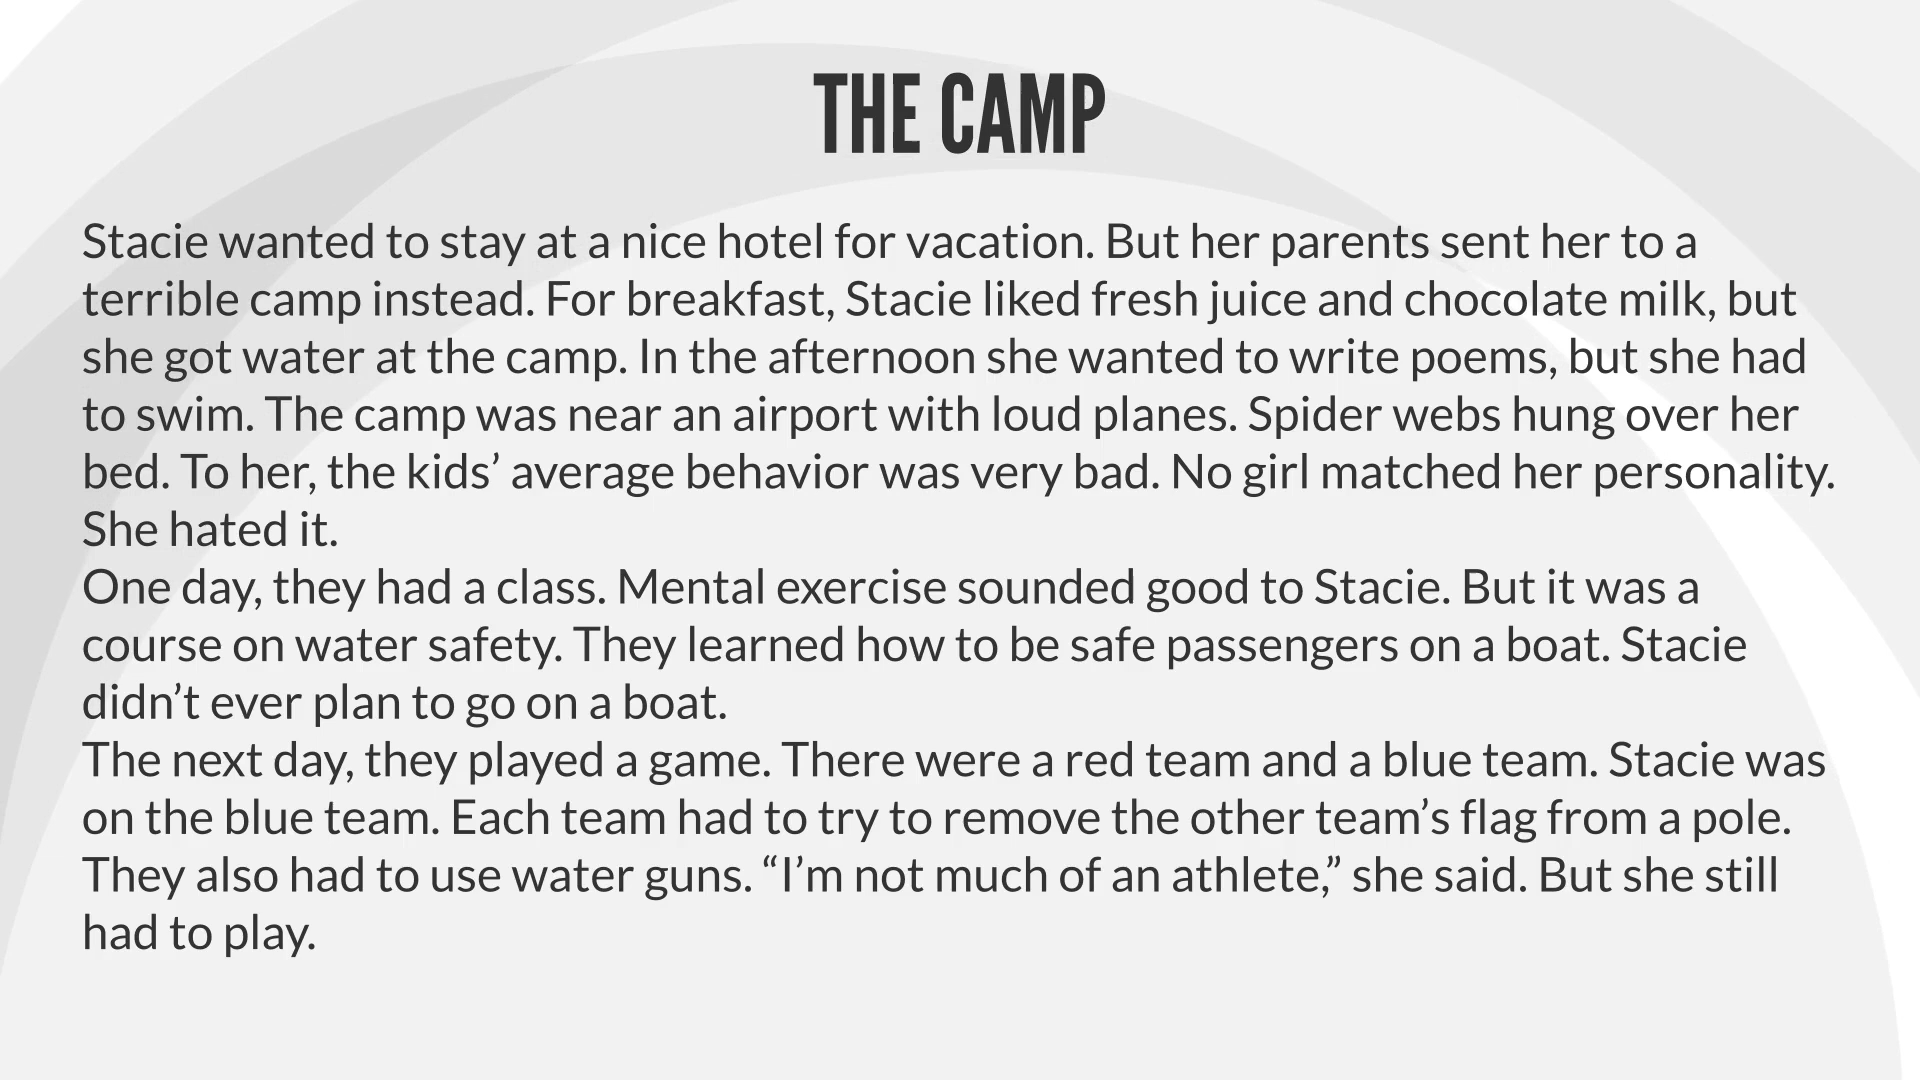 THE CAMP
Stacie wanted to stay at a nice hotel for vacation. But her parents sent her to a
terrible camp instead. For breakfast, Stacie liked fresh juice and chocolate milk, but
she got water at the camp. In the afternoon she wanted to write poems, but she had
to swim. The camp was near an airport with loud planes. Spider webs hung over her
bed. To her, the kids’ average behavior was very bad. No girl matched her personality.
She hated it.
One day, they had a class. Mental exercise sounded good to Stacie. But it was a
course on water safety. They learned how to be safe passengers on a boat. Stacie
didn’t ever plan to go on a boat.
The next day, they played a game. There were a red team and a blue team. Stacie was
on the blue team. Each team had to try to remove the other team’s flag from a pole.
They also had to use water guns. “I’m not much of an athlete,” she said. But she still
had to play.